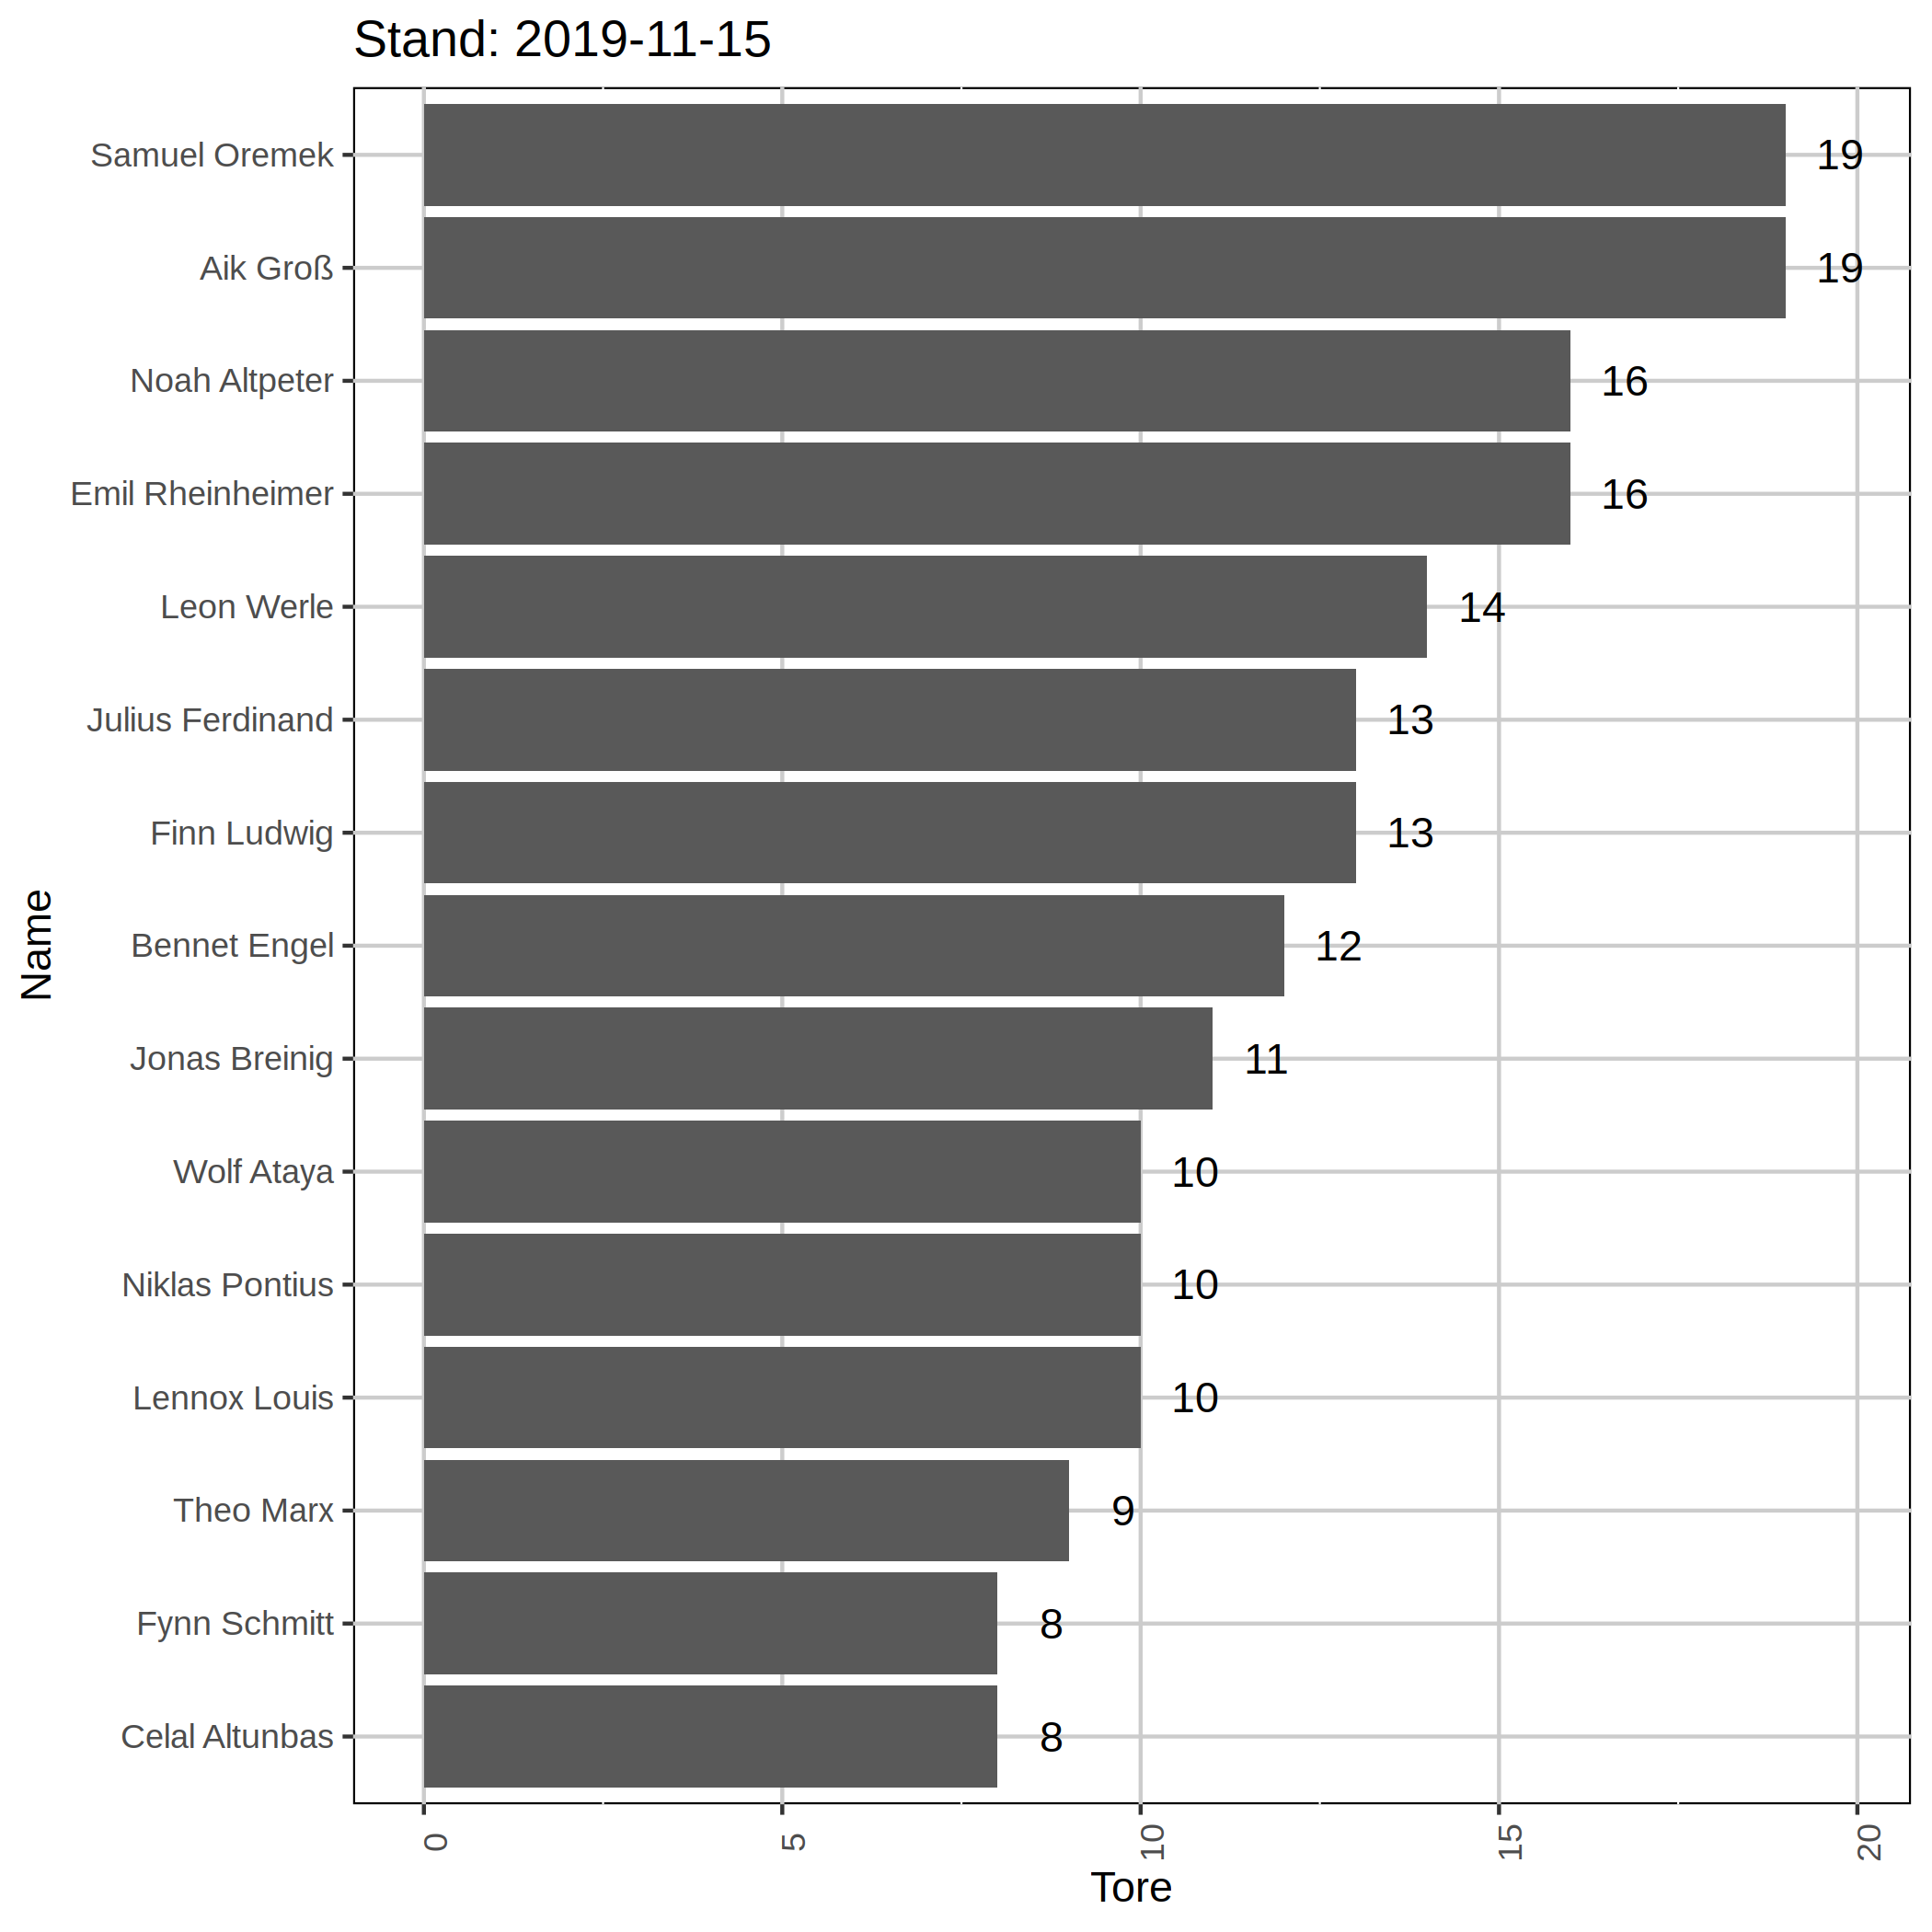 Stand: 2019-11-15
Samuel Oremek 19
Aik Groß 19
Noah Altpeter 16
Emil Rheinheimer 16
Leon Werle 14
Julius Ferdinand 13
Finn Ludwig 13
Bennet Engel 12
Jonas Breinig 11
Wolf Ataya 10
Niklas Pontius 10
Lennox Louis 10
Theo Marx 9
Fynn Schmitt 8
Celal Altunbas 8
Name
0 5 10 15 20
Tore